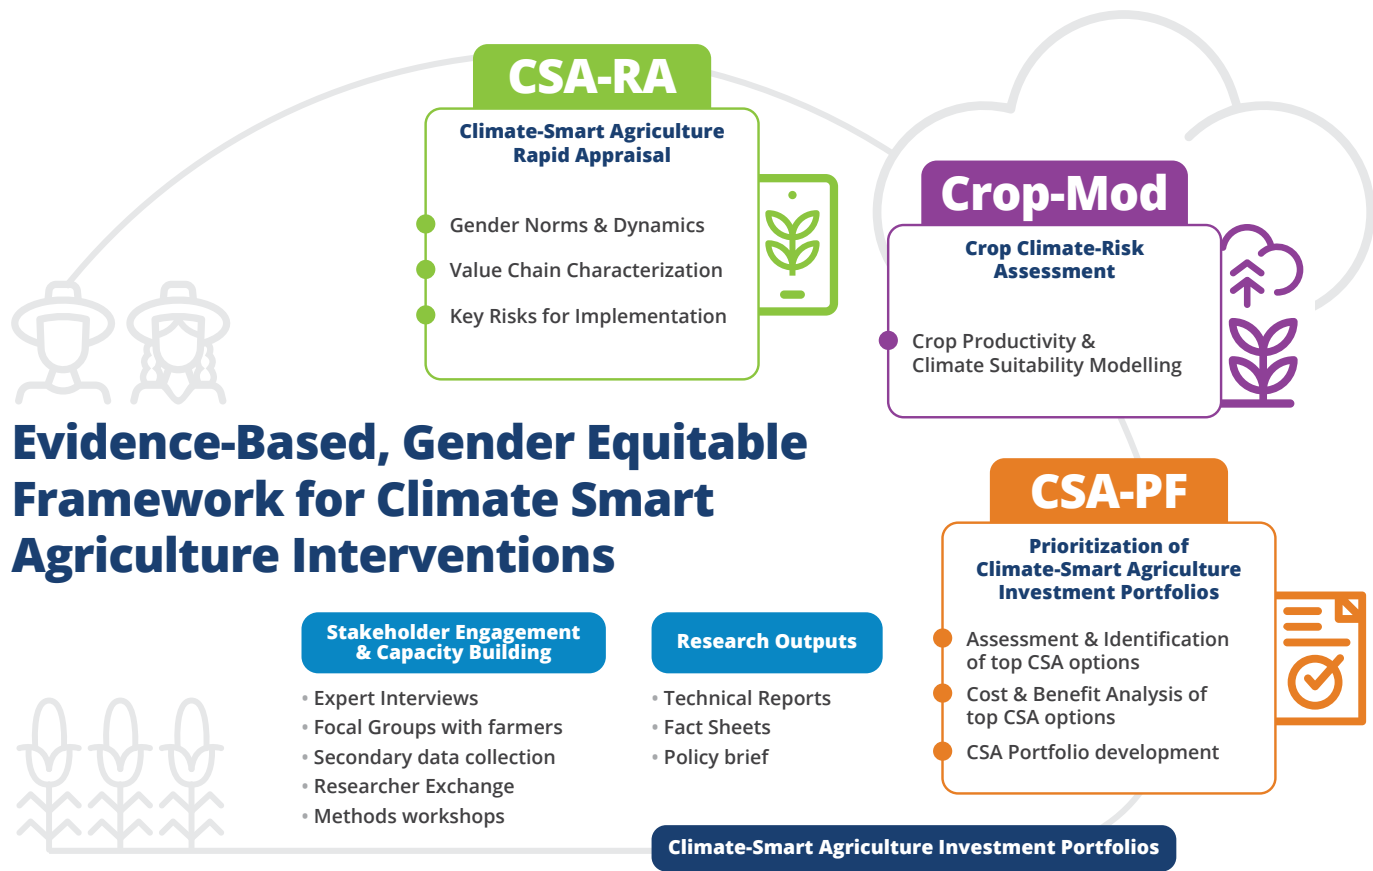 CSA-RA
Climate-Smart Agriculture
Rapid Appraisal
Gender Norms & Dynamics
Value Chain Characterization
Key Risks for Implementation
Crop-Mod
Crop Climate-Risk
Assessment
Crop Productivity &
Climate Suitability Modelling
Evidence-Based, Gender Equitable
Framework for Climate Smart
Agriculture Interventions
CSA-PF
Prioritization of
Climate-Smart Agriculture
Investment Portfolios
Assessment & Identification
of top CSA options
Cost & Benefit Analysis of
top CSA options
CSA Portfolio development
Stakeholder Engagement
& Capacity Building
• Expert Interviews
• Focal Groups with farmers
• Secondary data collection
• Researcher Exchange
• Methods workshops
Research Outputs
• Technical Reports
• Fact Sheets
• Policy brief
Climate-Smart Agriculture Investment Portfolios